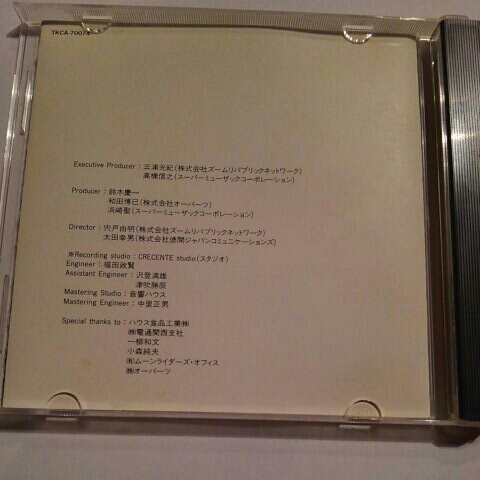 TKCA-70074
Executive Producer：三浦光紀(株式会社ズームリパブリックネットワーク)
高橋信之(スーパーミューザックコーポレーション)
Producer：鈴木慶一
和田博巳(株式会社オーパーツ)
浜崎聖(スーパーミューザックコーポレーション)
Director：宍戸由明(株式会社ズームリパブリックネットワーク)
太田幸男(株式会社徳間ジャパンコミュニケーションズ)
※Recording studio：CRECENTE studio(スタジオ)
Engineer：福田政賢
Assistant Engineer：沢登満雄
津吹勝辰
Mastering Studio：音響ハウス
Mastering Engineer：中里正男
Special thanks to：ハウス食品工業㈱
㈱電通関西支社
一柳和文
小森純夫
㈲ムーンライダーズ・オフィス
㈱オーパーツ